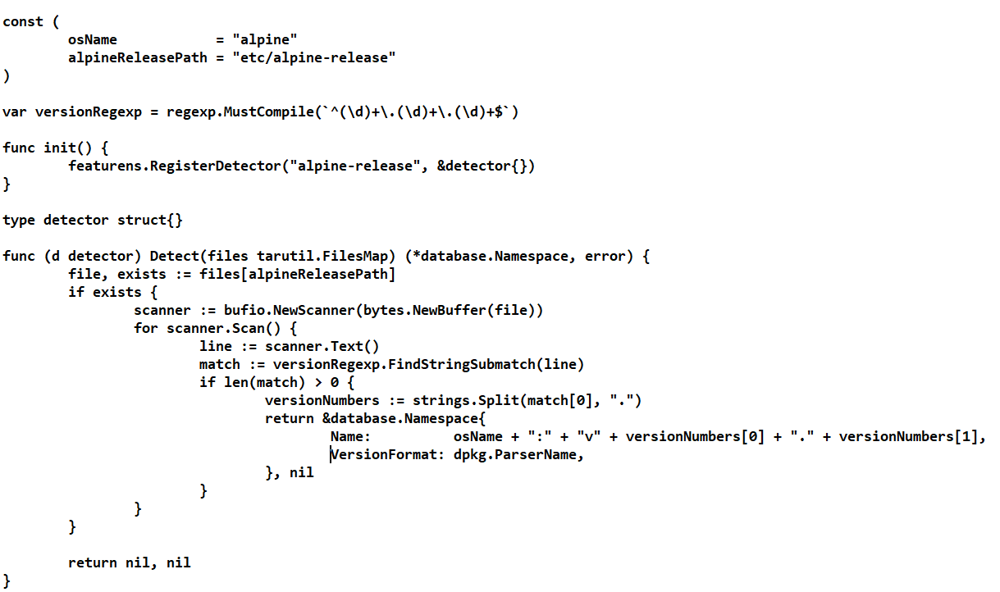 const (
        osName            = "alpine"
        alpineReleasePath = "etc/alpine-release"
)

var versionRegexp = regexp.MustCompile(`^(\d)+\.(\d)+\.(\d)+$`)

func init() {
        featurens.RegisterDetector("alpine-release", &detector{})
}

type detector struct{}

func (d detector) Detect(files tarutil.FilesMap) (*database.Namespace, error) {
        file, exists := files[alpineReleasePath]
        if exists {
                scanner := bufio.NewScanner(bytes.NewBuffer(file))
                for scanner.Scan() {
                        line := scanner.Text()
                        match := versionRegexp.FindStringSubmatch(line)
                        if len(match) > 0 {
                                versionNumbers := strings.Split(match[0], ".")
                                return &database.Namespace{
                                        Name:          osName + ":" + "v" + versionNumbers[0] + "." + versionNumbers[1],
                                        VersionFormat: dpkg.ParserName,
                                }, nil
                        }
                }
        }

        return nil, nil
}